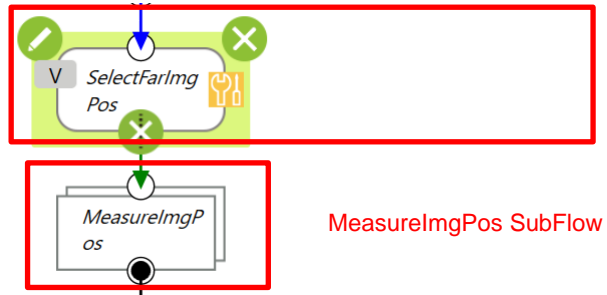 V
SelectFarImg
Pos
MeasureImgP
os
MeasureImgPos SubFlow